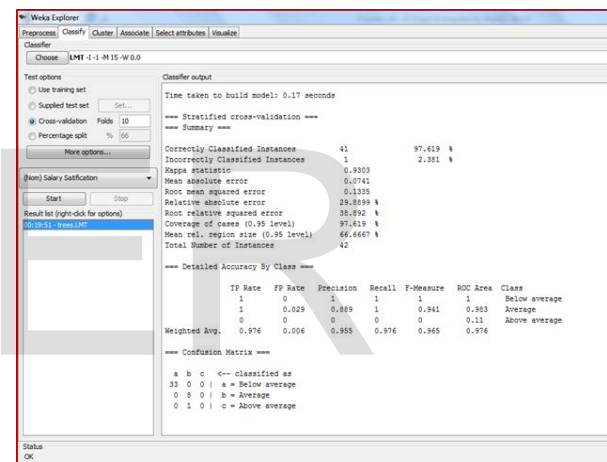 Weka Explorer
Preprocess Classify Cluster Associate Select attributes Visualize
Classifier
Choose LMT -I -1 -M 15 -W 0.0
Test options
Use training set
Supplied test set Set...
Cross-validation Folds 10
Percentage split % 66
More options...
(Nom) Salary Satification
Start Stop
Result list (right-click for options)
00:19:51 - trees.LMT
Classifier output
Time taken to build model: 0.17 seconds
=== Stratified cross-validation ===
=== Summary ===
Correctly Classified Instances 41 97.619 %
Incorrectly Classified Instances 1 2.381 %
Kappa statistic 0.9303
Mean absolute error 0.0741
Root mean squared error 0.1335
Relative absolute error 29.8899 %
Root relative squared error 38.892 %
Coverage of cases (0.95 level) 97.619 %
Mean rel. region size (0.95 level) 66.6667 %
Total Number of Instances 42
=== Detailed Accuracy By Class ===
TP Rate FP Rate Precision Recall F-Measure ROC Area Class
1 0 1 1 1 1 Below average
1 0.029 0.889 1 0.941 0.983 Average
0 0 0 0 0 0.11 Above average
Weighted Avg. 0.976 0.006 0.955 0.976 0.965 0.976
=== Confusion Matrix ===
a b c <-- classified as
33 0 0 | a = Below average
0 8 0 | b = Average
0 1 0 | c = Above average
Status
OK
ER